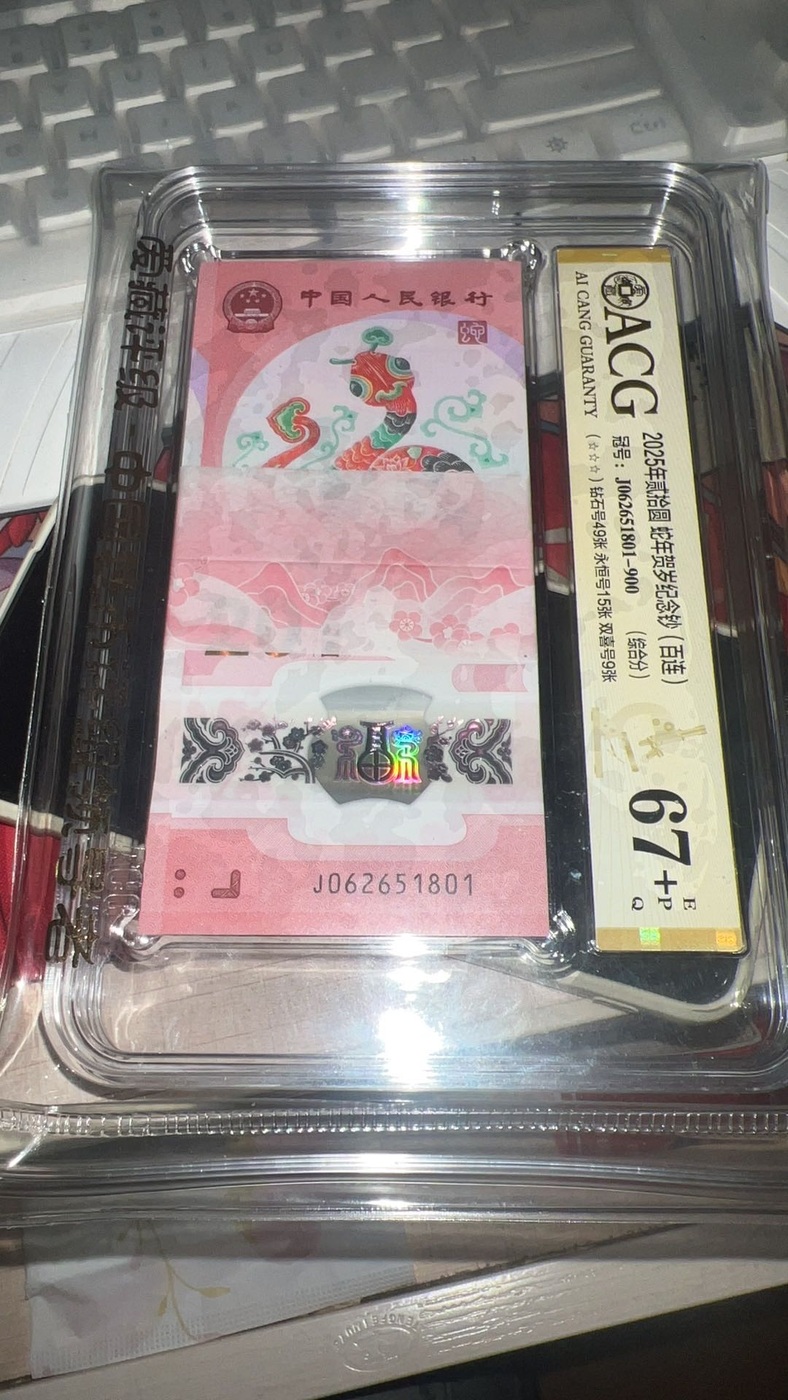 中国人民银行
J062651801
ACG
AI CANG GUARANTY
2025年贰拾圆 蛇年贺岁纪念钞（百连）
冠号：J062651801-900 （综合分）
（☆☆☆）钻石号49张 永恒号15张 双喜号9张
67+
E
P
Q
爱藏评级